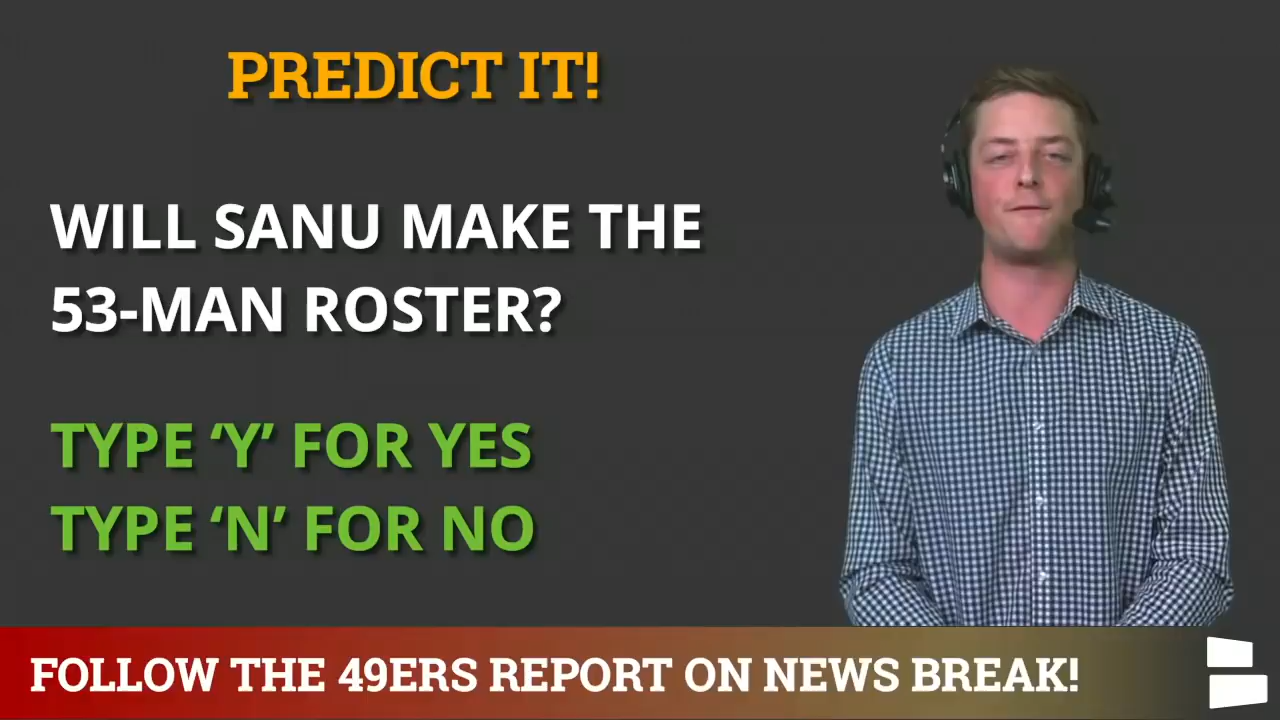 PREDICT IT!
WILL SANU MAKE THE
53-MAN ROSTER?
TYPE ‘Y’ FOR YES
TYPE ‘N’ FOR NO
FOLLOW THE 49ERS REPORT ON NEWS BREAK!